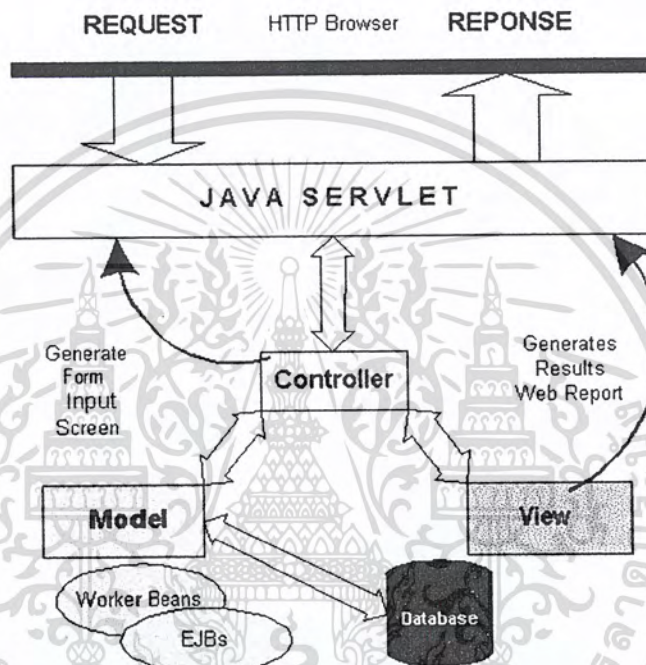 REQUEST HTTP Browser REPONSE
JAVA SERVLET
Generate
Form
Input
Screen
Controller
Generates
Results
Web Report
Model
View
Worker Beans
EJBs
Database